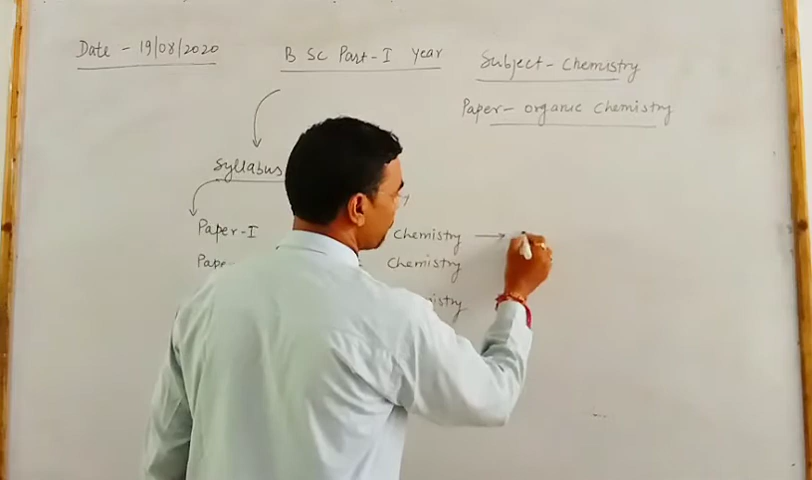 Date - 19/08/2020
B Sc Part-I Year
Subject- Chemistry
Paper- organic Chemistry
Syllabus
Paper-I
Chemistry →
Chemistry